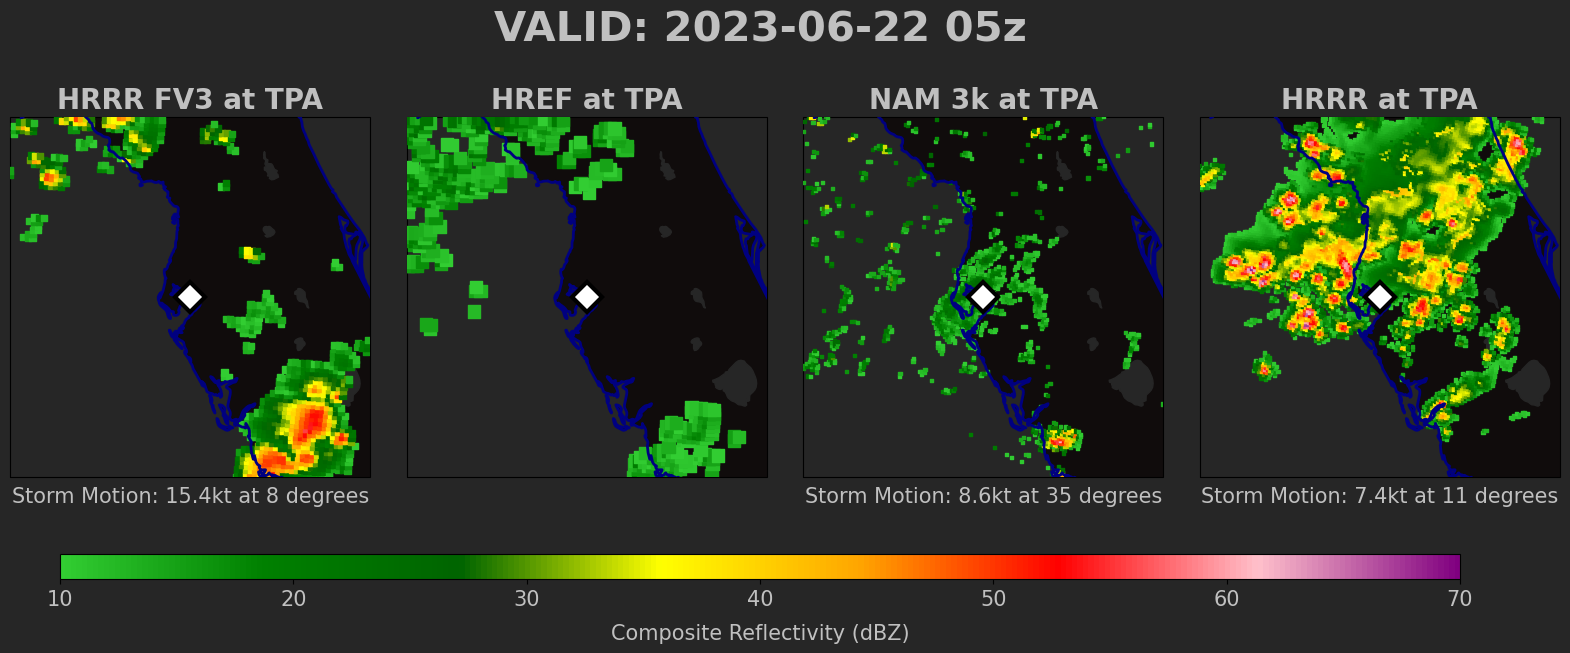 VALID: 2023-06-22 05z
HRRR FV3 at TPA
HREF at TPA
NAM 3k at TPA
HRRR at TPA
Storm Motion: 15.4kt at 8 degrees
Storm Motion: 8.6kt at 35 degrees
Storm Motion: 7.4kt at 11 degrees
10 20 30 40 50 60 70
Composite Reflectivity (dBZ)